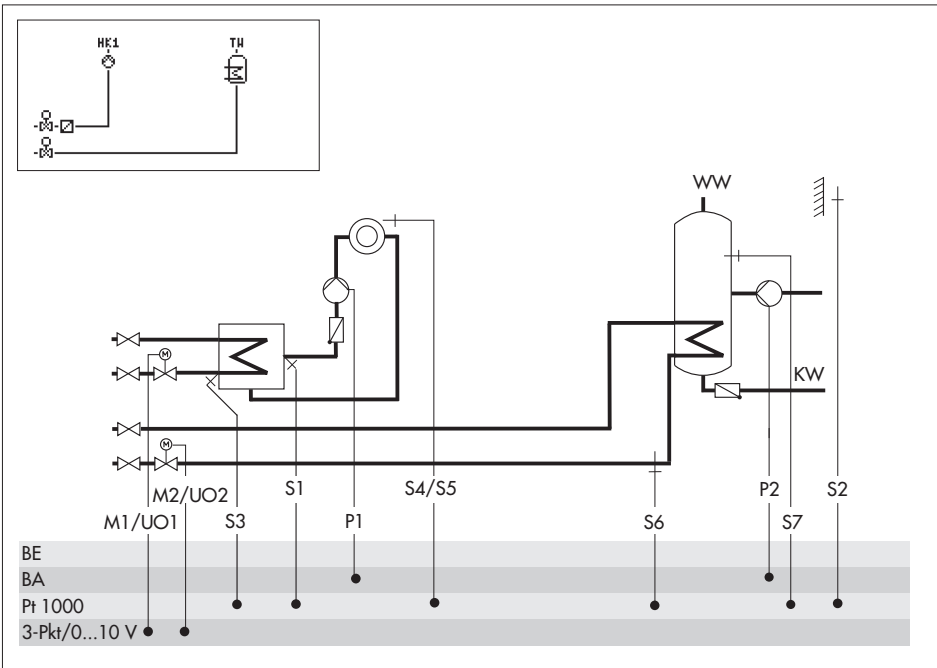 HK1 TW
WW
KW
M M
M2/UO2 S1 S4/S5 P2 S2
M1/UO1 S3 P1 S6 S7
BE
BA
Pt 1000
3-Pkt/0...10 V